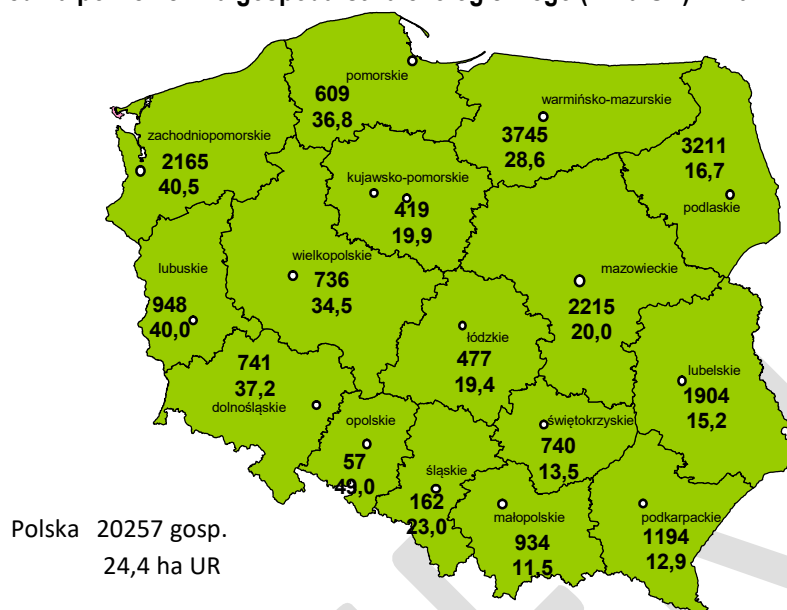 pomorskie
609
36,8
warmińsko-mazurskie
3745
28,6
3211
16,7
podlaskie
zachodniopomorskie
2165
40,5
kujawsko-pomorskie
419
19,9
wielkopolskie
736
34,5
mazowieckie
2215
20,0
lubuskie
948
40,0
łódzkie
477
19,4
741
37,2
dolnośląskie
lubelskie
1904
15,2
opolskie
57
49,0
świętokrzyskie
740
13,5
śląskie
162
23,0
małopolskie
934
11,5
podkarpackie
1194
12,9
Polska 20257 gosp.
24,4 ha UR